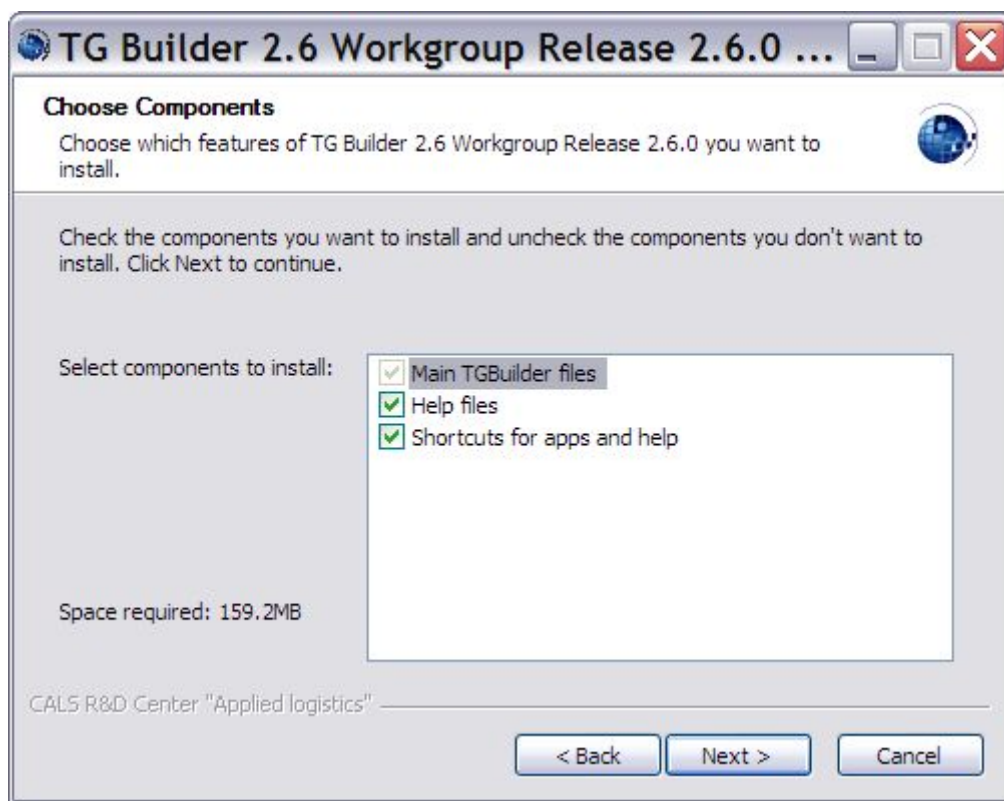 TG Builder 2.6 Workgroup Release 2.6.0 ...
Choose Components
Choose which features of TG Builder 2.6 Workgroup Release 2.6.0 you want to
install.
Check the components you want to install and uncheck the components you don't want to
install. Click Next to continue.
Select components to install:
Main TGBuilder files
Help files
Shortcuts for apps and help
Space required: 159.2MB
CALS R&D Center "Applied logistics"
< Back
Next >
Cancel